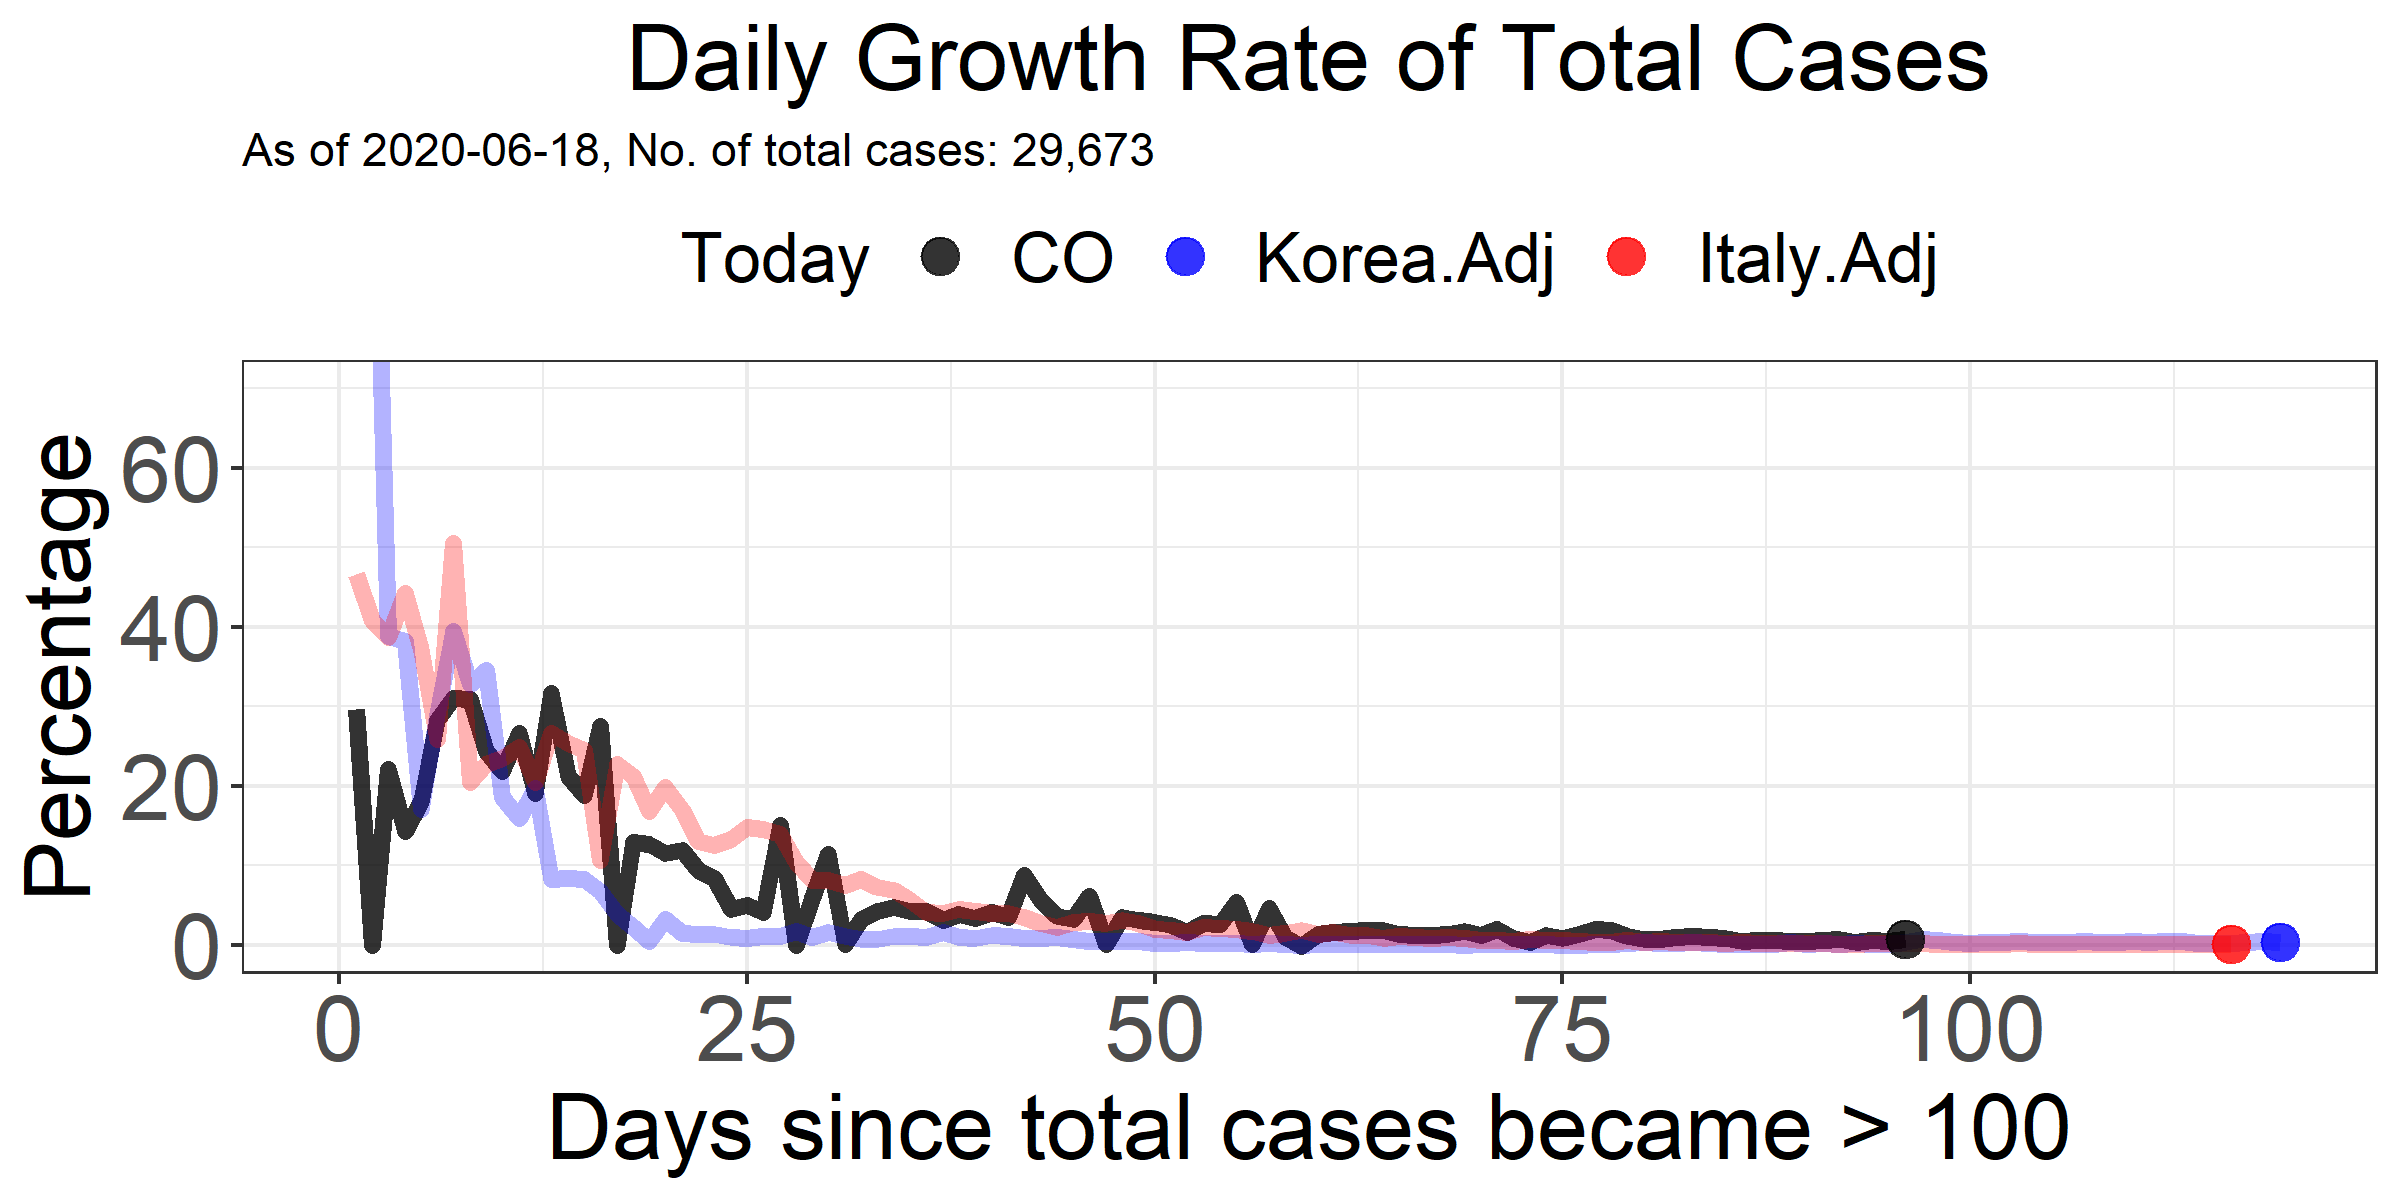 Daily Growth Rate of Total Cases
As of 2020-06-18, No. of total cases: 29,673
Today CO Korea.Adj Italy.Adj
Percentage
60
40
20
0
0 25 50 75 100
Days since total cases became > 100